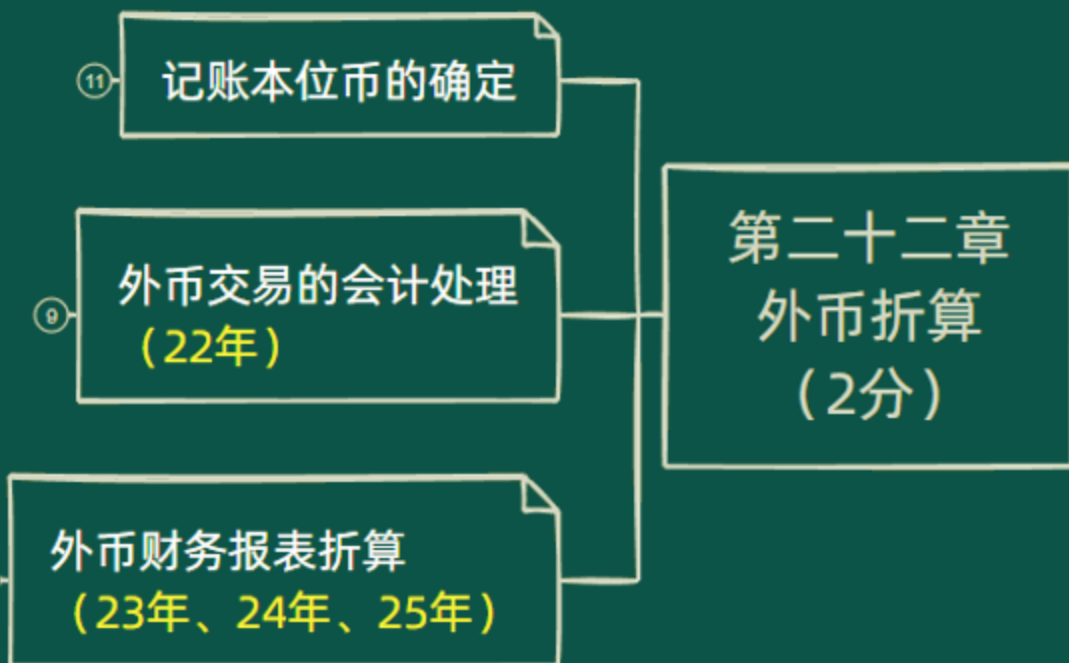 11
记账本位币的确定
9
外币交易的会计处理
（22年）
外币财务报表折算
（23年、24年、25年）
第二十二章
外币折算
（2分）